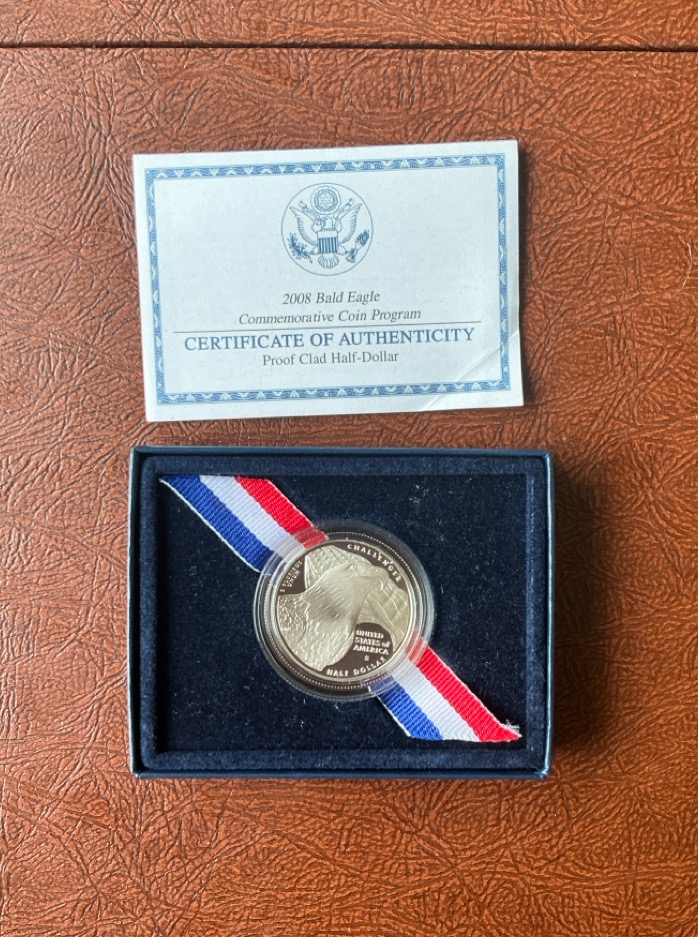 2008 Bald Eagle
Commemorative Coin Program
CERTIFICATE OF AUTHENTICITY
Proof Clad Half-Dollar
CHALLENGER
UNITED
STATES of
AMERICA
HALF DOLLAR